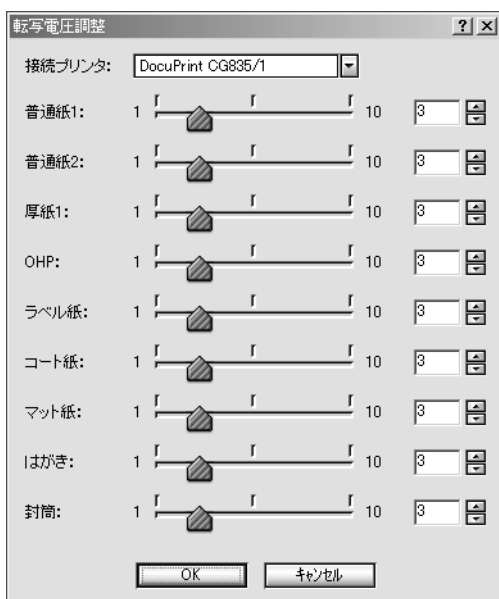 転写電圧調整 ? ×
接続プリンタ: DocuPrint CG835/1
普通紙1: 1 10 3
普通紙2: 1 10 3
厚紙1: 1 10 3
OHP: 1 10 3
ラベル紙: 1 10 3
コート紙: 1 10 3
マット紙: 1 10 3
はがき: 1 10 3
封筒: 1 10 3
OK キャンセル